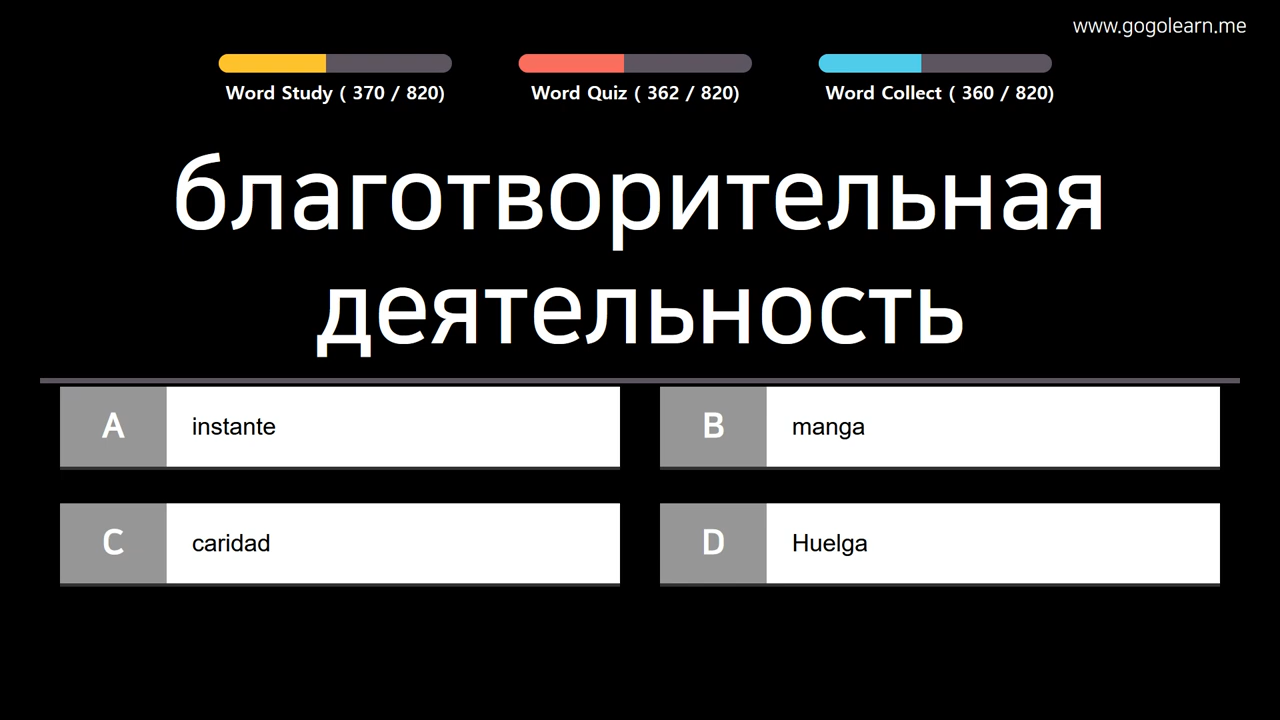 www.gogolearn.me
Word Study ( 370 / 820)
Word Quiz ( 362 / 820)
Word Collect ( 360 / 820)
благотворительная
деятельность
A instante
B manga
C caridad
D Huelga